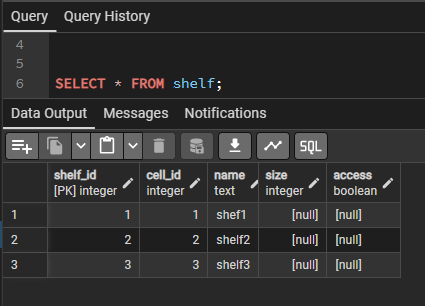 Query Query History
4
5
6 SELECT * FROM shelf;
Data Output Messages Notifications
SQL
shelf_id cell_id name size access
[PK] integer integer text integer boolean
1 1 1 shef1 [null] [null]
2 2 2 shelf2 [null] [null]
3 3 3 shelf3 [null] [null]